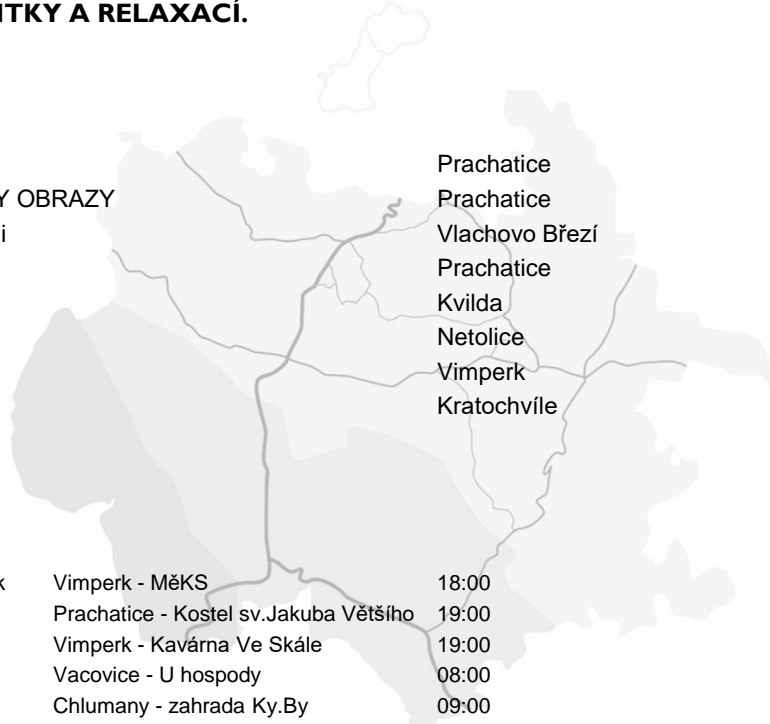 ITKY A RELAXACÍ.
Prachatice
Y OBRAZY Prachatice
i Vlachovo Březí
Prachatice
Kvilda
Netolice
Vimperk
Kratochvíle
k Vimperk - MěKS 18:00
Prachatice - Kostel sv.Jakuba Většího 19:00
Vimperk - Kavárna Ve Skále 19:00
Vacovice - U hospody 08:00
Chlumany - zahrada Ky.By 09:00